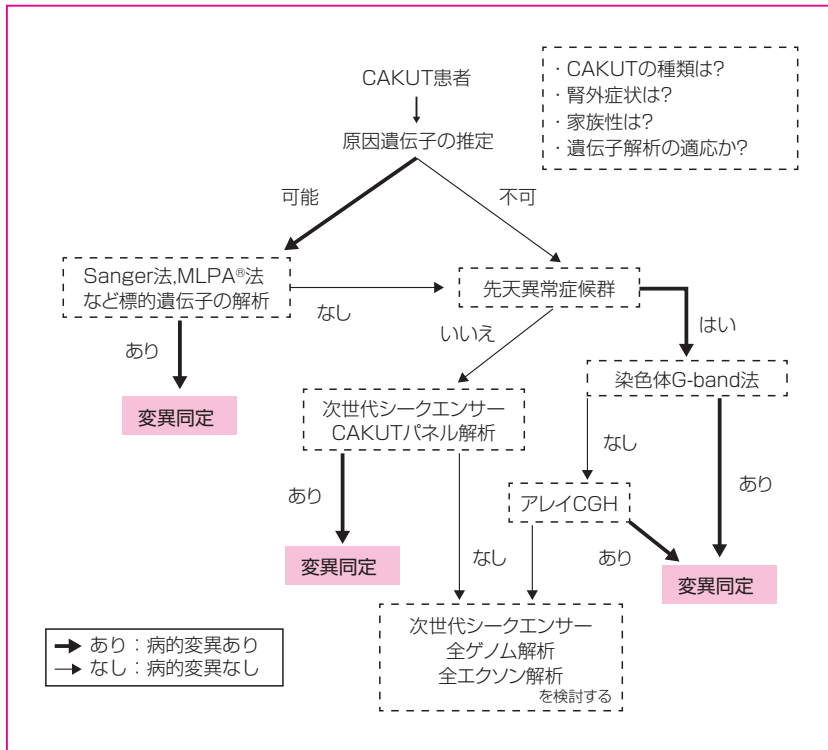 CAKUT患者
原因遺伝子の推定
・CAKUTの種類は?
・腎外症状は?
・家族性は?
・遺伝子解析の適応か?
可能
不可
Sanger法,MLPA®法
など標的遺伝子の解析
なし
先天異常症候群
あり
いいえ
はい
変異同定
次世代シークエンサー
CAKUTパネル解析
染色体G-band法
なし
あり
アレイCGH
あり
変異同定
なし
あり
変異同定
次世代シークエンサー
全ゲノム解析
全エクソン解析
を検討する
あり:病的変異あり
なし:病的変異なし